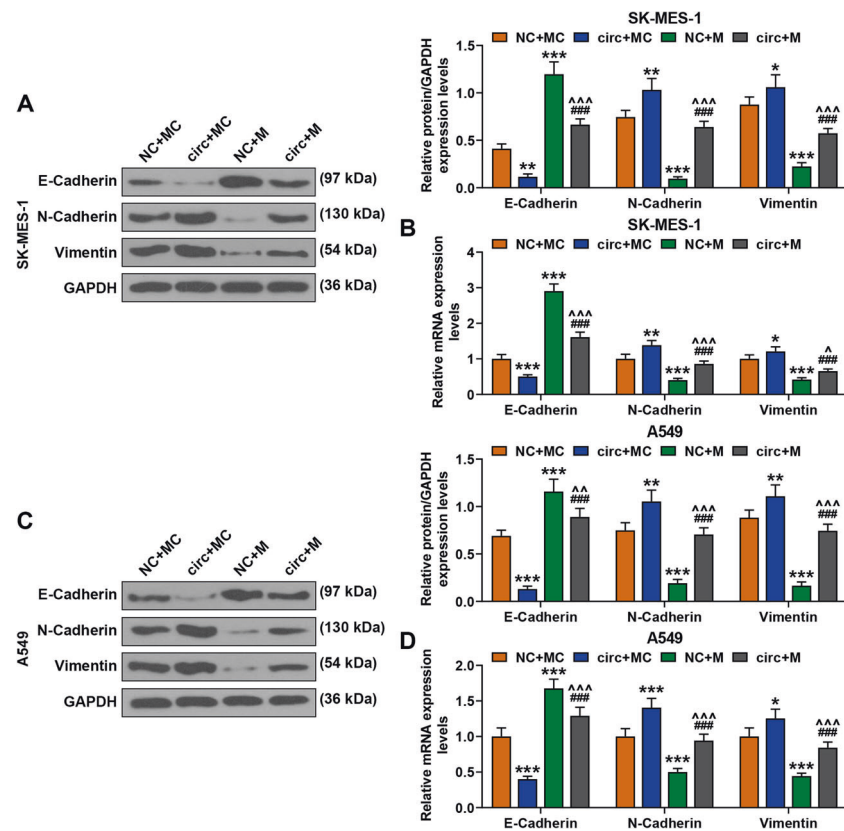 A
SK-MES-1
NC+MC circ+MC NC+M circ+M
E-Cadherin (97 kDa)
N-Cadherin (130 kDa)
Vimentin (54 kDa)
GAPDH (36 kDa)
SK-MES-1
NC+MC circ+MC NC+M circ+M
Relative protein/GAPDH
expression levels
1.5
1.0
0.5
0.0
** *** ^^^ ###
** *** ^^^ ###
* *** ^^^ ###
E-Cadherin N-Cadherin Vimentin
B
SK-MES-1
NC+MC circ+MC NC+M circ+M
Relative mRNA expression
levels
4
3
2
1
0
*** *** ^^^ ###
** *** ^^^ ###
* *** ^ ###
E-Cadherin N-Cadherin Vimentin
C
A549
NC+MC circ+MC NC+M circ+M
E-Cadherin (97 kDa)
N-Cadherin (130 kDa)
Vimentin (54 kDa)
GAPDH (36 kDa)
A549
NC+MC circ+MC NC+M circ+M
Relative protein/GAPDH
expression levels
1.5
1.0
0.5
0.0
*** *** ^^ ###
** *** ^^^ ###
** *** ^^^ ###
E-Cadherin N-Cadherin Vimentin
D
A549
NC+MC circ+MC NC+M circ+M
Relative mRNA expression
levels
2.0
1.5
1.0
0.5
0.0
*** *** ^^^ ###
*** *** ^^^ ###
* *** ^^^ ###
E-Cadherin N-Cadherin Vimentin